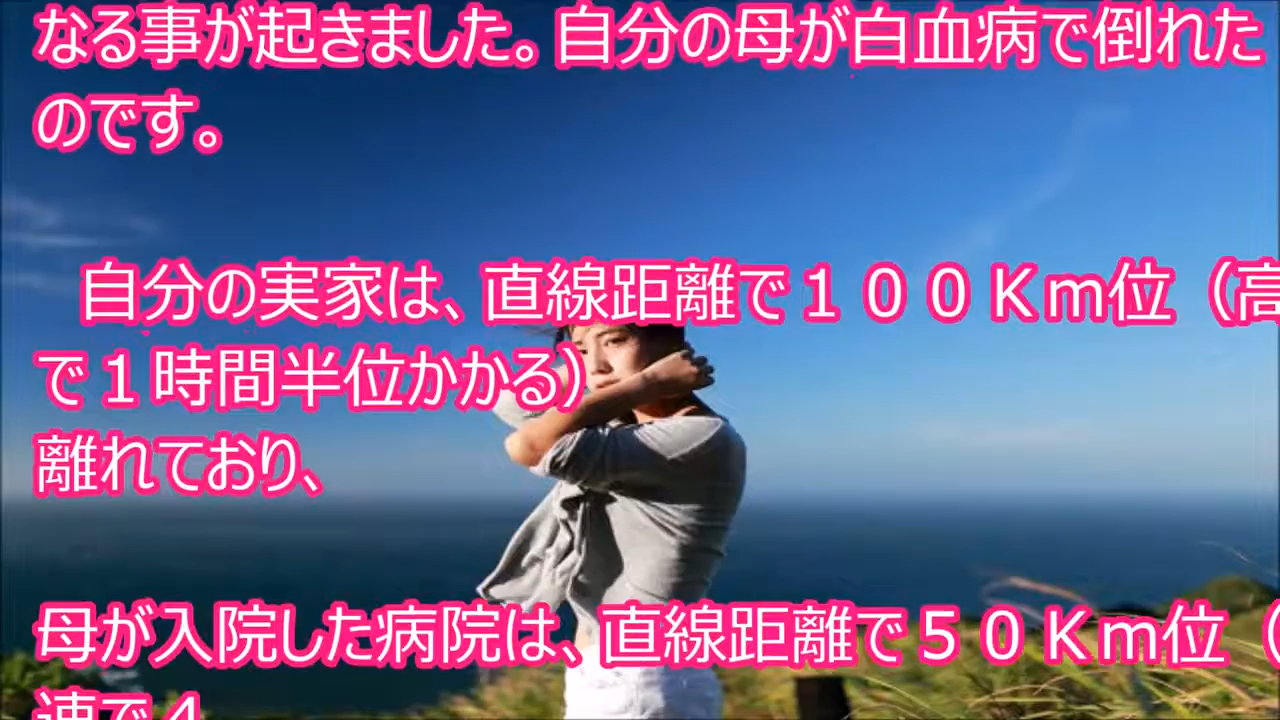 なる事が起きました。自分の母が白血病で倒れた
のです。
自分の実家は、直線距離で１００Ｋｍ位（高
で１時間半位かかる）
離れており、
母が入院した病院は、直線距離で５０Ｋｍ位（
速で４